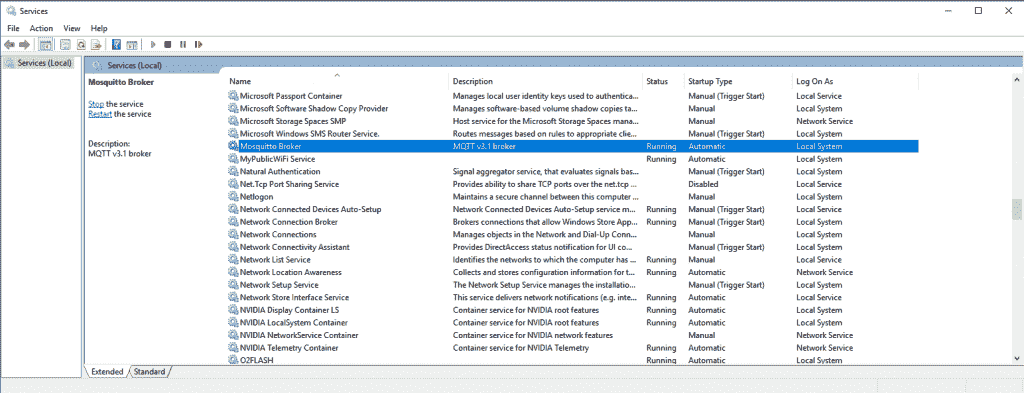 Services
File Action View Help
Services (Local)
Services (Local)
Mosquitto Broker
Stop the service
Restart the service
Description:
MQTT v3.1 broker
Name Description Status Startup Type Log On As
Microsoft Passport Container Manages local user identity keys used to authentica... Manual (Trigger Start) Local Service
Microsoft Software Shadow Copy Provider Manages software-based volume shadow copies ta... Manual Local System
Microsoft Storage Spaces SMP Host service for the Microsoft Storage Spaces mana... Manual Network Service
Microsoft Windows SMS Router Service. Routes messages based on rules to appropriate clie... Manual (Trigger Start) Local System
Mosquitto Broker MQTT v3.1 broker Running Automatic Local System
MyPublicWiFi Service Running Automatic Local System
Natural Authentication Signal aggregator service, that evaluates signals bas... Manual (Trigger Start) Local System
Net.Tcp Port Sharing Service Provides ability to share TCP ports over the net.tcp ... Disabled Local Service
Netlogon Maintains a secure channel between this computer ... Manual Local System
Network Connected Devices Auto-Setup Network Connected Devices Auto-Setup service m... Running Manual (Trigger Start) Local Service
Network Connection Broker Brokers connections that allow Windows Store App... Running Manual (Trigger Start) Local System
Network Connections Manages objects in the Network and Dial-Up Conn... Manual Local System
Network Connectivity Assistant Provides DirectAccess status notification for UI co... Manual (Trigger Start) Local System
Network List Service Identifies the networks to which the computer has ... Running Manual Local Service
Network Location Awareness Collects and stores configuration information for t... Running Automatic Network Service
Network Setup Service The Network Setup Service manages the installatio... Manual (Trigger Start) Local System
Network Store Interface Service This service delivers network notifications (e.g. inte... Running Automatic Local Service
NVIDIA Display Container LS Container service for NVIDIA root features Running Automatic Local System
NVIDIA LocalSystem Container Container service for NVIDIA root features Running Automatic Local System
NVIDIA NetworkService Container Container service for NVIDIA network features Manual Network Service
NVIDIA Telemetry Container Container service for NVIDIA Telemetry Running Automatic Network Service
O2FLASH Running Automatic Local System
Extended Standard